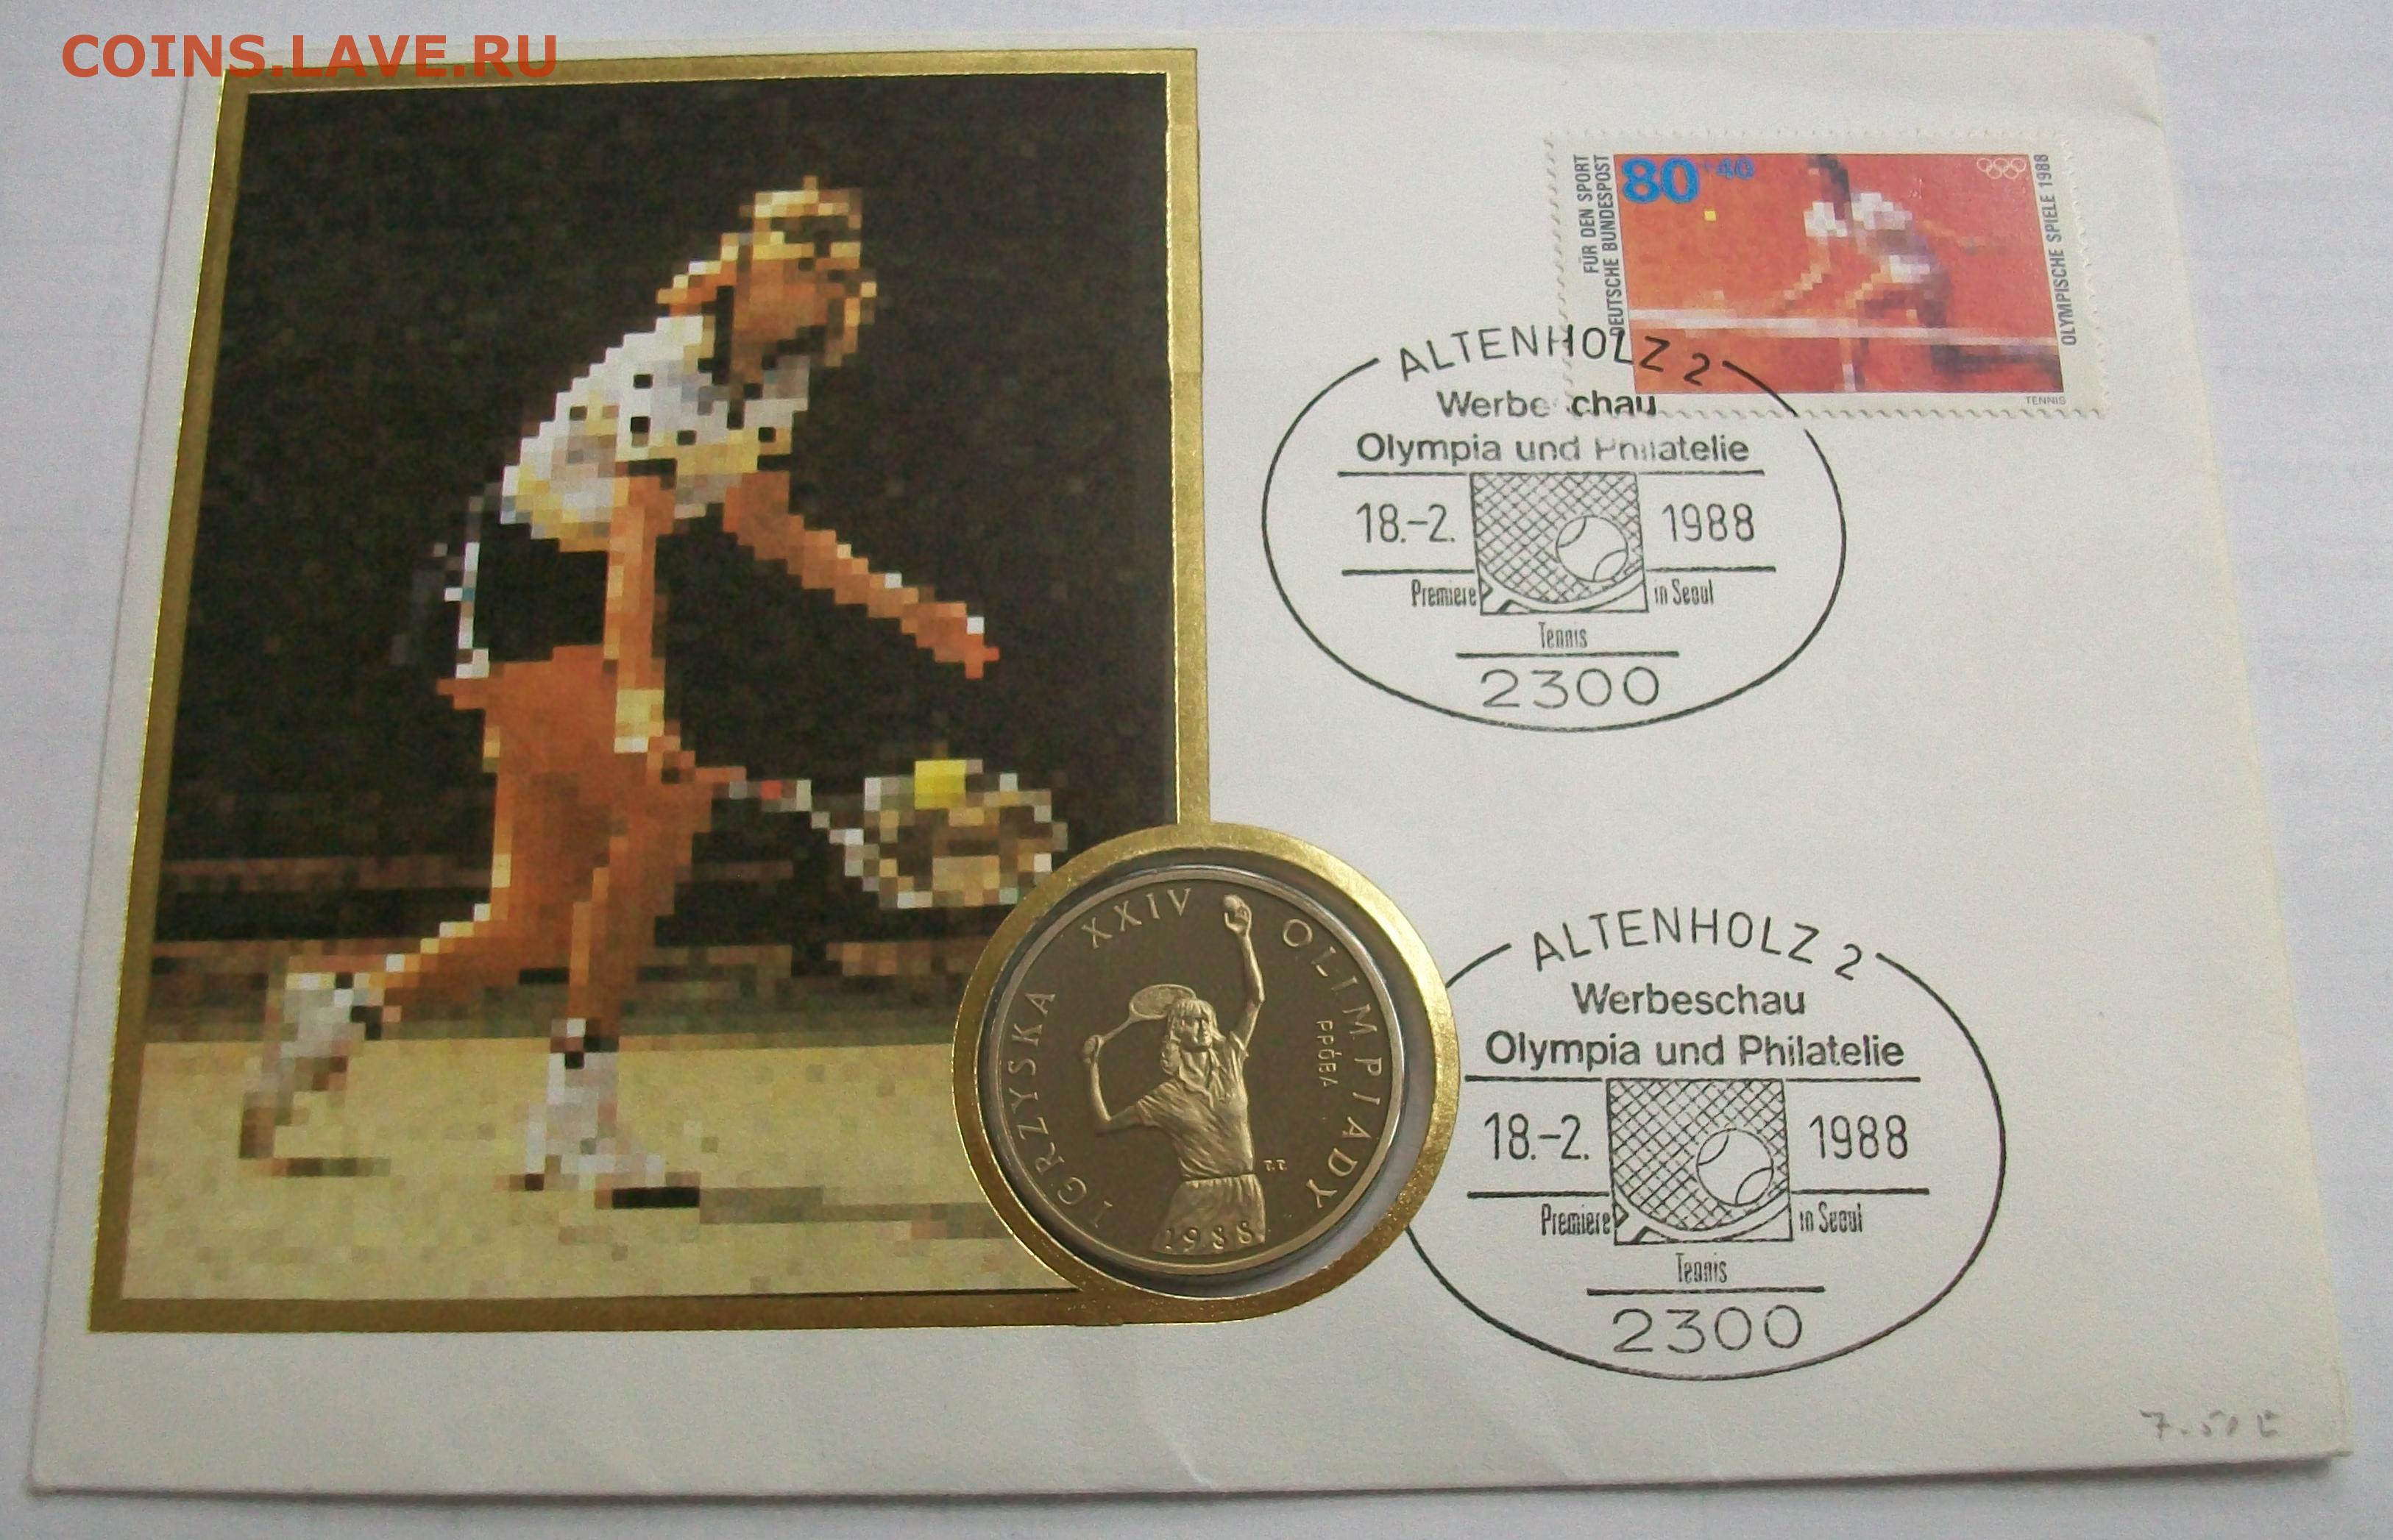 COINS.LAVE.RU
FÜR DEN SPORT
DEUTSCHE BUNDESPOST
80 +40
OLYMPISCHE SPIELE 1988
TENNIS
ALTENHOLZ 2
Werbe chau
Olympia und Philatelie
18.-2. 1988
Premiere in Seoul
Tennis
2300
IGRZYSKA XXIV OLIMPIADY
PRÓBA
1988
ALTENHOLZ 2
Werbeschau
Olympia und Philatelie
18.-2. 1988
Premiere in Seoul
Tennis
2300